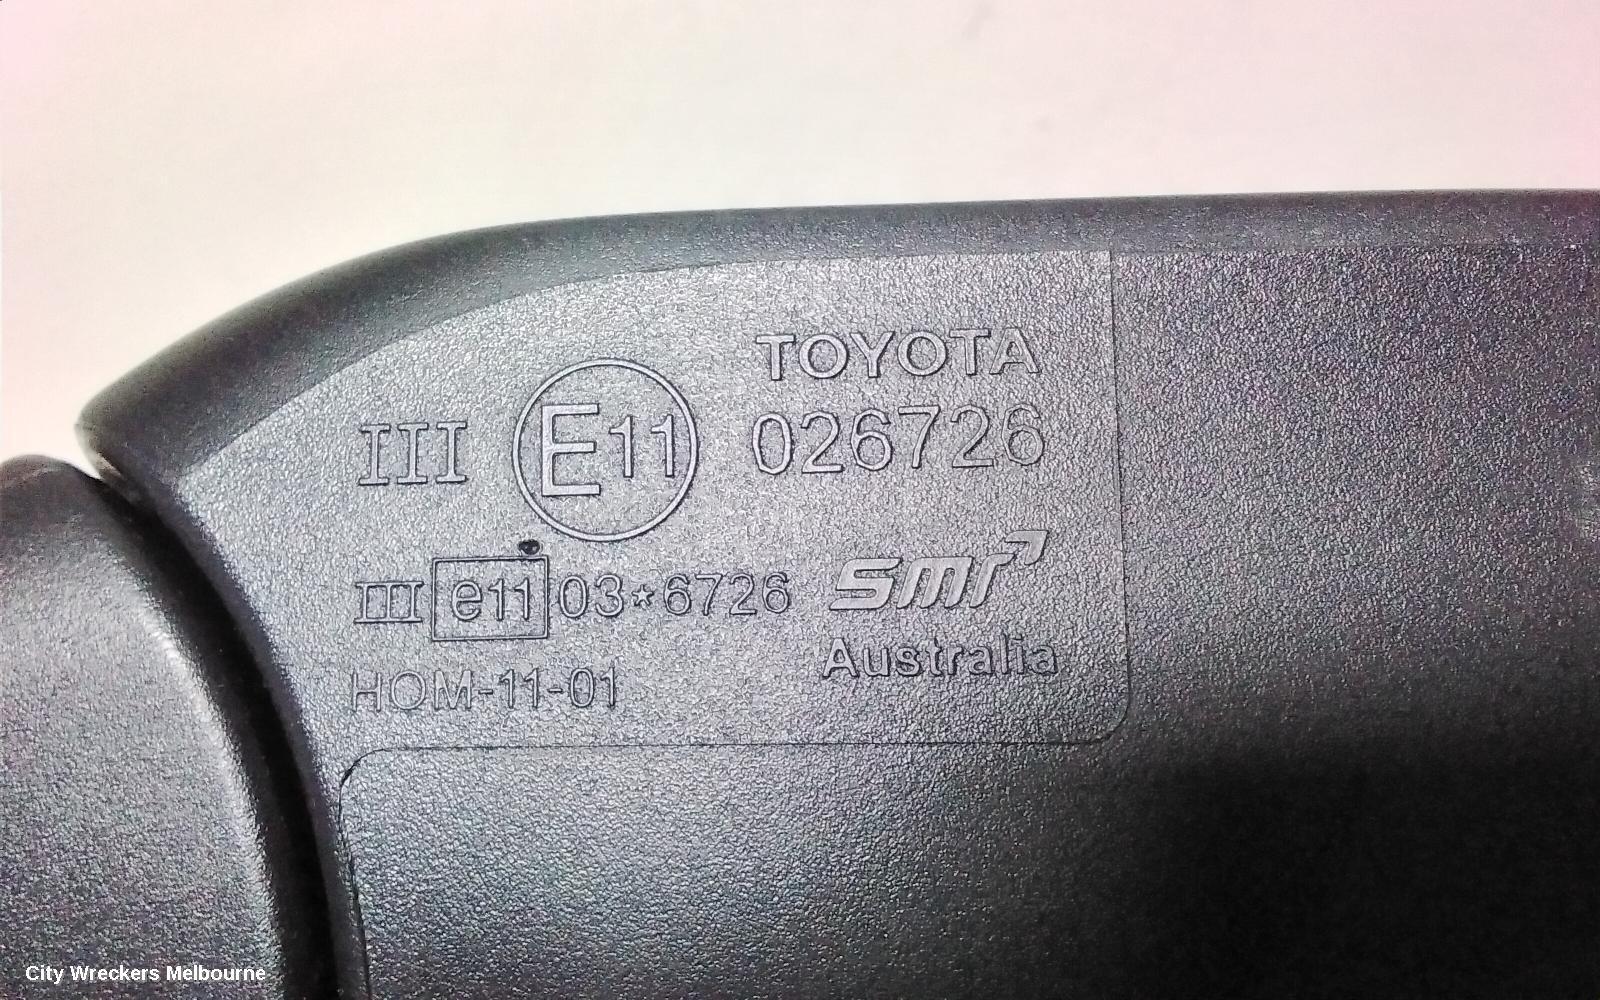 TOYOTA
III E11 026726
III e11 03*6726 smr
Australia
HOM-11-01
City Wreckers Melbourne